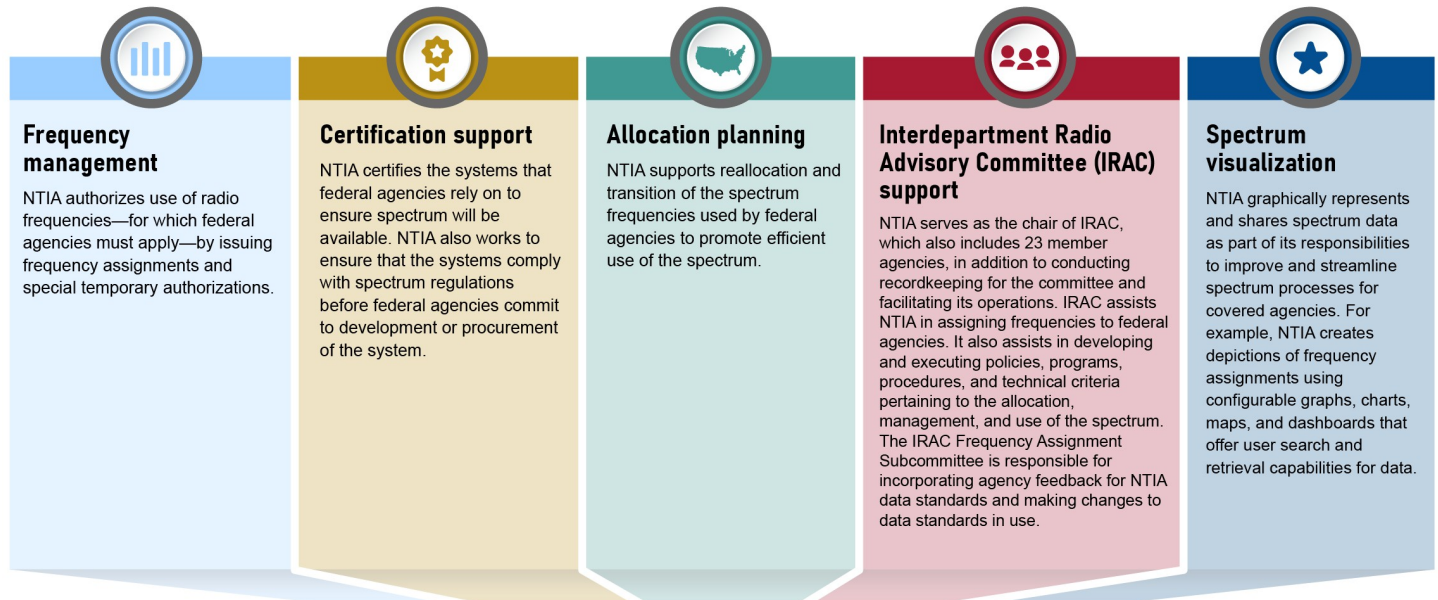 Frequency
management
NTIA authorizes use of radio
frequencies—for which federal
agencies must apply—by issuing
frequency assignments and
special temporary authorizations.
Certification support
NTIA certifies the systems that
federal agencies rely on to
ensure spectrum will be
available. NTIA also works to
ensure that the systems comply
with spectrum regulations
before federal agencies commit
to development or procurement
of the system.
Allocation planning
NTIA supports reallocation and
transition of the spectrum
frequencies used by federal
agencies to promote efficient
use of the spectrum.
Interdepartment Radio
Advisory Committee (IRAC)
support
NTIA serves as the chair of IRAC,
which also includes 23 member
agencies, in addition to conducting
recordkeeping for the committee and
facilitating its operations. IRAC assists
NTIA in assigning frequencies to federal
agencies. It also assists in developing
and executing policies, programs,
procedures, and technical criteria
pertaining to the allocation,
management, and use of the spectrum.
The IRAC Frequency Assignment
Subcommittee is responsible for
incorporating agency feedback for NTIA
data standards and making changes to
data standards in use.
Spectrum
visualization
NTIA graphically represents
and shares spectrum data
as part of its responsibilities
to improve and streamline
spectrum processes for
covered agencies. For
example, NTIA creates
depictions of frequency
assignments using
configurable graphs, charts,
maps, and dashboards that
offer user search and
retrieval capabilities for data.